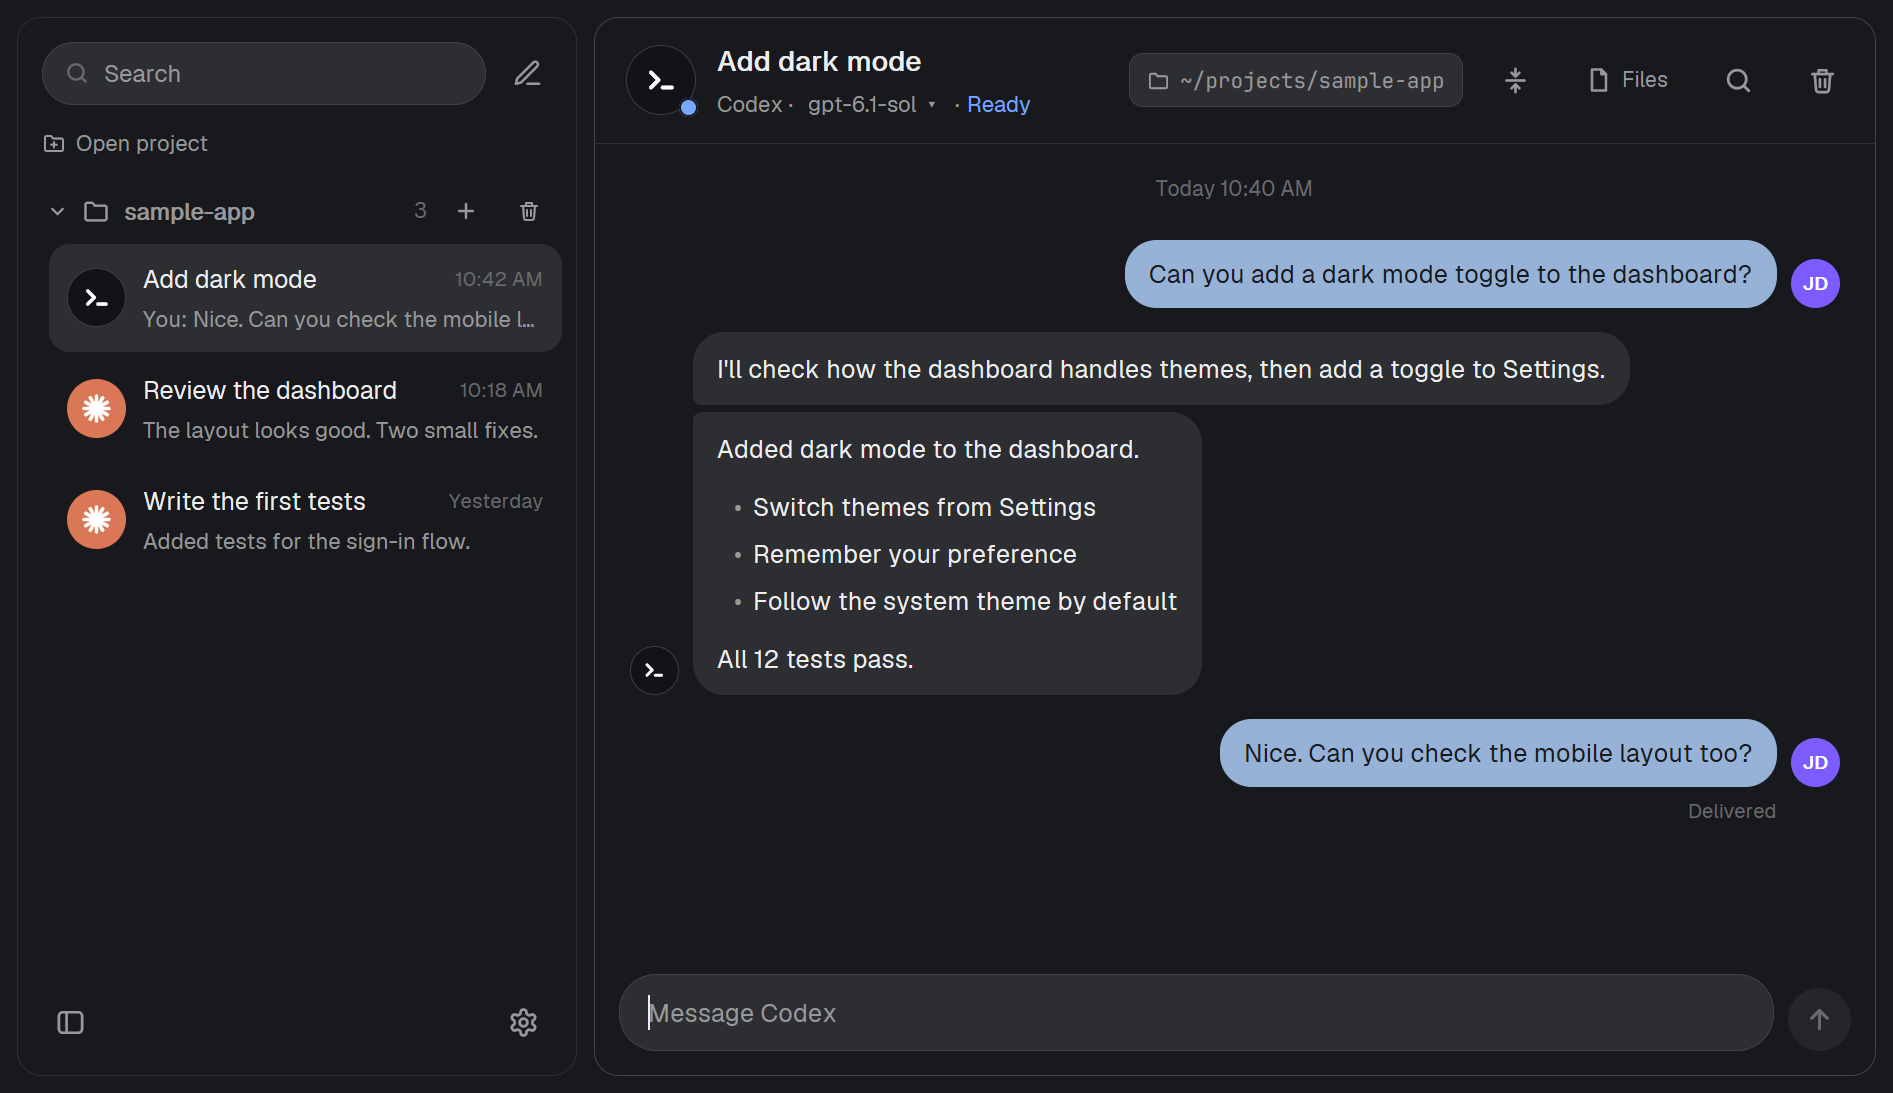 Search
Open project
sample-app 3
Add dark mode 10:42 AM
You: Nice. Can you check the mobile l...
Review the dashboard 10:18 AM
The layout looks good. Two small fixes.
Write the first tests Yesterday
Added tests for the sign-in flow.
Add dark mode
Codex · gpt-6.1-sol ▾ · Ready
~/projects/sample-app
Files
Today 10:40 AM
Can you add a dark mode toggle to the dashboard?
JD
I'll check how the dashboard handles themes, then add a toggle to Settings.
Added dark mode to the dashboard.
• Switch themes from Settings
• Remember your preference
• Follow the system theme by default
All 12 tests pass.
Nice. Can you check the mobile layout too?
JD
Delivered
Message Codex